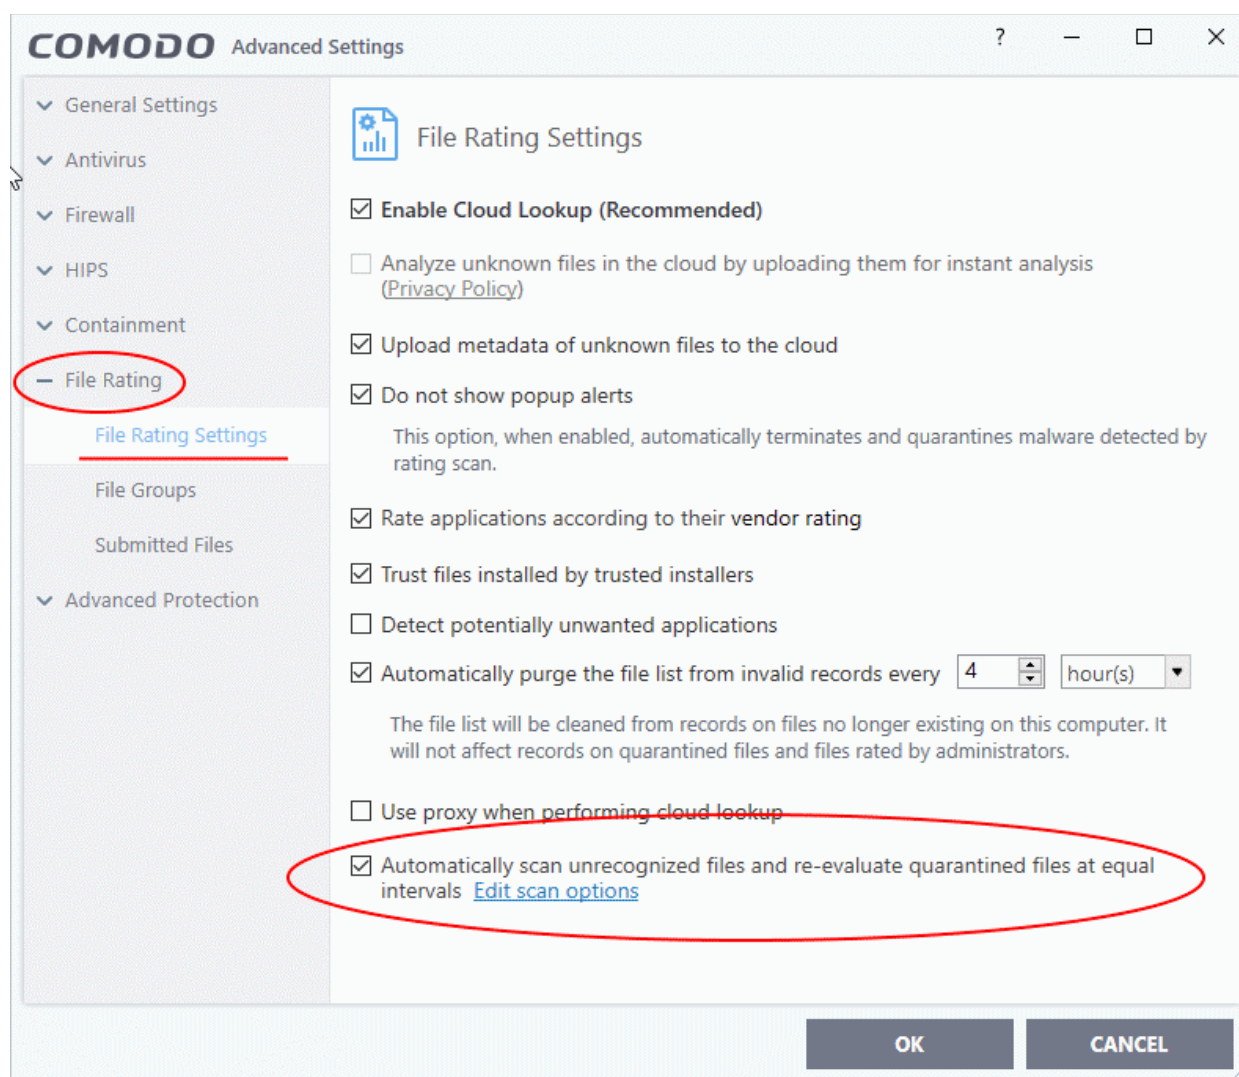 COMODO Advanced Settings
?
General Settings
Antivirus
Firewall
HIPS
Containment
File Rating
File Rating Settings
File Groups
Submitted Files
Advanced Protection
File Rating Settings
Enable Cloud Lookup (Recommended)
Analyze unknown files in the cloud by uploading them for instant analysis
(Privacy Policy)
Upload metadata of unknown files to the cloud
Do not show popup alerts
This option, when enabled, automatically terminates and quarantines malware detected by
rating scan.
Rate applications according to their vendor rating
Trust files installed by trusted installers
Detect potentially unwanted applications
Automatically purge the file list from invalid records every 4 hour(s)
The file list will be cleaned from records on files no longer existing on this computer. It
will not affect records on quarantined files and files rated by administrators.
Use proxy when performing cloud lookup
Automatically scan unrecognized files and re-evaluate quarantined files at equal
intervals Edit scan options
OK
CANCEL